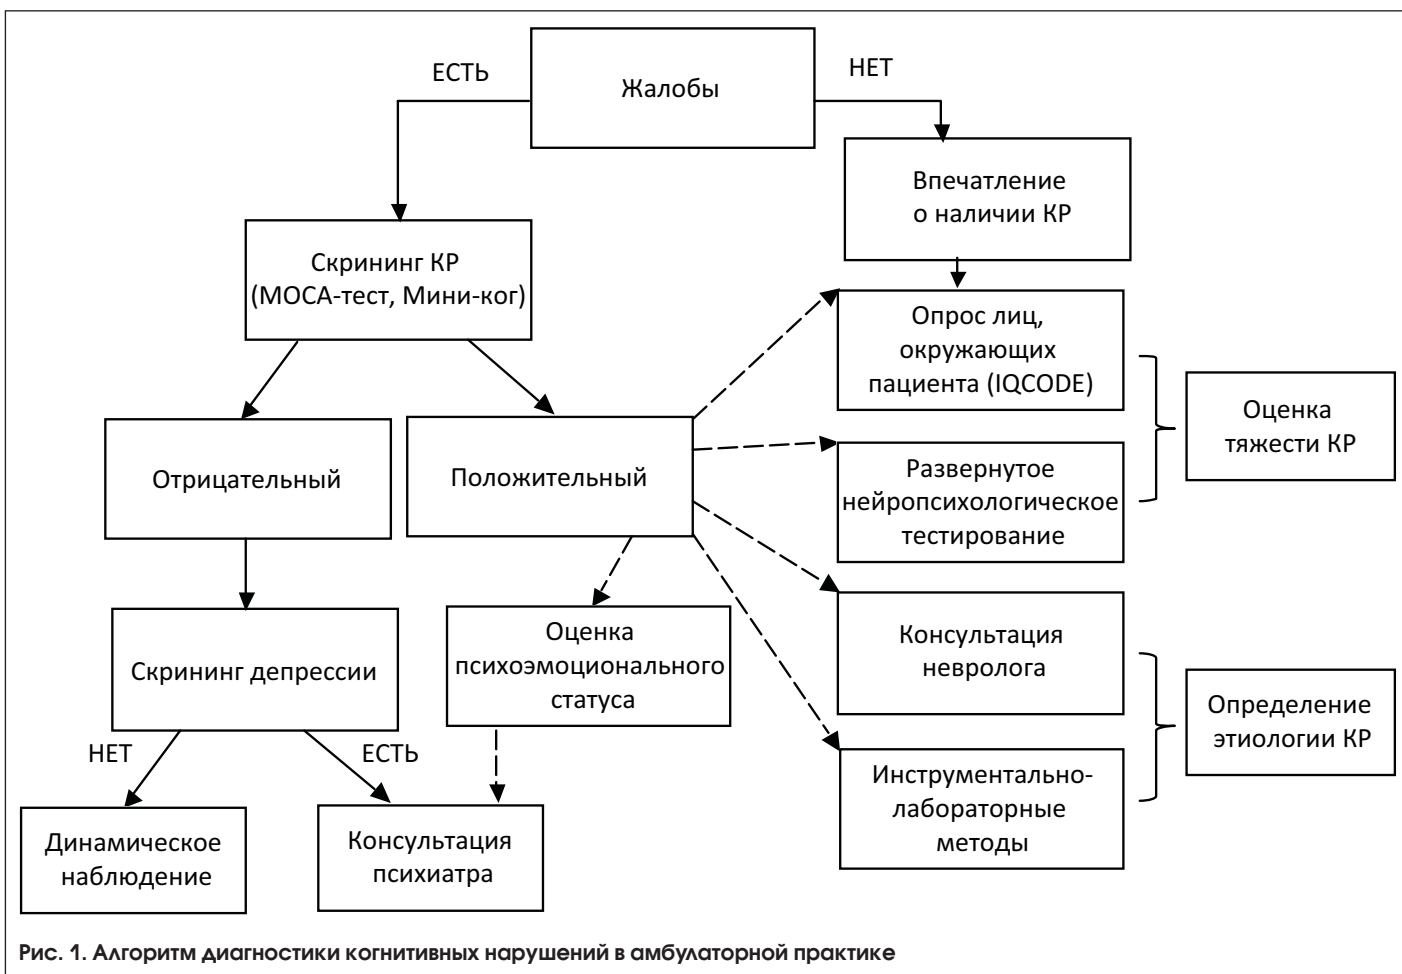 Жалобы
ЕСТЬ
НЕТ
Впечатление
о наличии КР
Скрининг КР
(МОСА-тест, Мини-ког)
Опрос лиц,
окружающих
пациента (IQCODE)
Оценка
тяжести КР
Отрицательный
Положительный
Развернутое
нейропсихологическое
тестирование
Скрининг депрессии
Оценка
психоэмоционального
статуса
Консультация
невролога
Определение
этиологии КР
НЕТ
ЕСТЬ
Инструментально-
лабораторные
методы
Динамическое
наблюдение
Консультация
психиатра
Рис. 1. Алгоритм диагностики когнитивных нарушений в амбулаторной практике